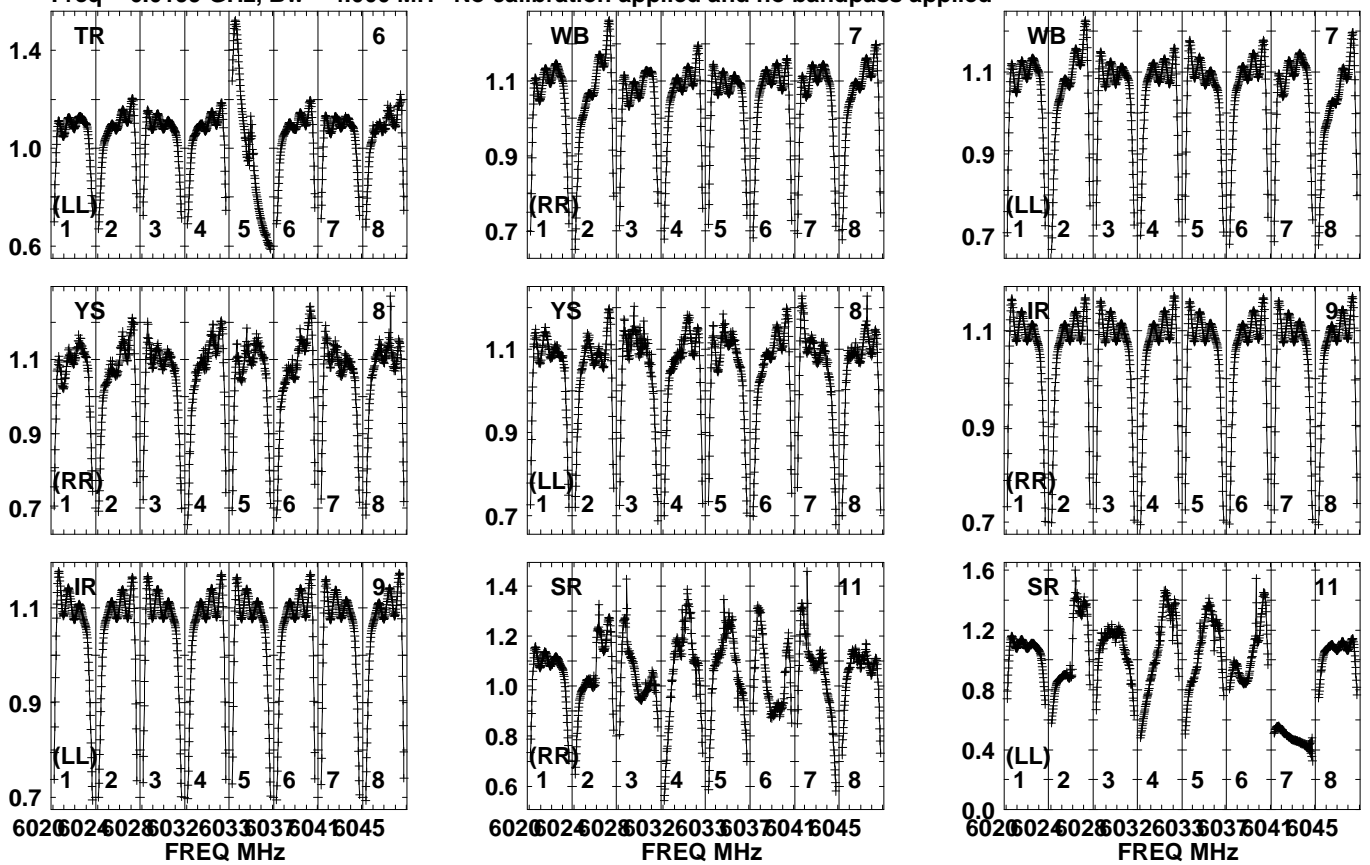 No calibration applied and no bandpass applied
TR 6
1.4
1.0
0.6
(LL)
1 2 3 4 5 6 7 8
WB 7
1.1
0.9
0.7
(RR)
1 2 3 4 5 6 7 8
WB 7
1.1
0.9
0.7
(LL)
1 2 3 4 5 6 7 8
YS 8
1.1
0.9
0.7
(RR)
1 2 3 4 5 6 7 8
YS 8
1.1
0.9
0.7
(LL)
1 2 3 4 5 6 7 8
IR 9
1.1
0.9
0.7
(RR)
1 2 3 4 5 6 7 8
IR 9
1.1
0.9
0.7
(LL)
1 2 3 4 5 6 7 8
6020 6024 6028 6032 6033 6037 6041 6045
FREQ MHz
SR 11
1.4
1.2
1.0
0.8
0.6
(RR)
1 2 3 4 5 6 7 8
6020 6024 6028 6032 6033 6037 6041 6045
FREQ MHz
SR 11
1.6
1.2
0.8
0.4
0.0
(LL)
1 2 3 4 5 6 7 8
6020 6024 6028 6032 6033 6037 6041 6045
FREQ MHz